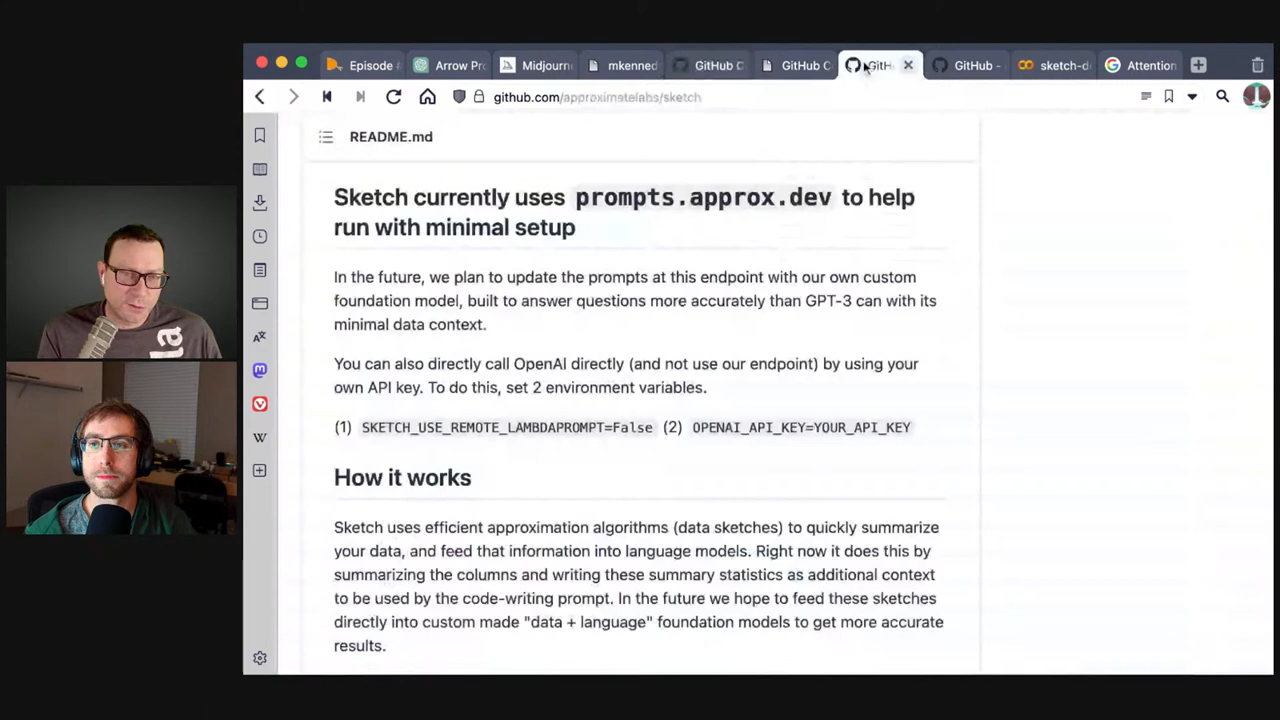 Episode
Arrow Pr
Midjourn
mkenned
GitHub C
GitHub C
GitH
GitHub -
sketch-d
Attention
github.com/approximatelabs/sketch
README.md
Sketch currently uses prompts.approx.dev to help
run with minimal setup
In the future, we plan to update the prompts at this endpoint with our own custom
foundation model, built to answer questions more accurately than GPT-3 can with its
minimal data context.
You can also directly call OpenAI directly (and not use our endpoint) by using your
own API key. To do this, set 2 environment variables.
(1) SKETCH_USE_REMOTE_LAMBDAPROMPT=False (2) OPENAI_API_KEY=YOUR_API_KEY
How it works
Sketch uses efficient approximation algorithms (data sketches) to quickly summarize
your data, and feed that information into language models. Right now it does this by
summarizing the columns and writing these summary statistics as additional context
to be used by the code-writing prompt. In the future we hope to feed these sketches
directly into custom made "data + language" foundation models to get more accurate
results.